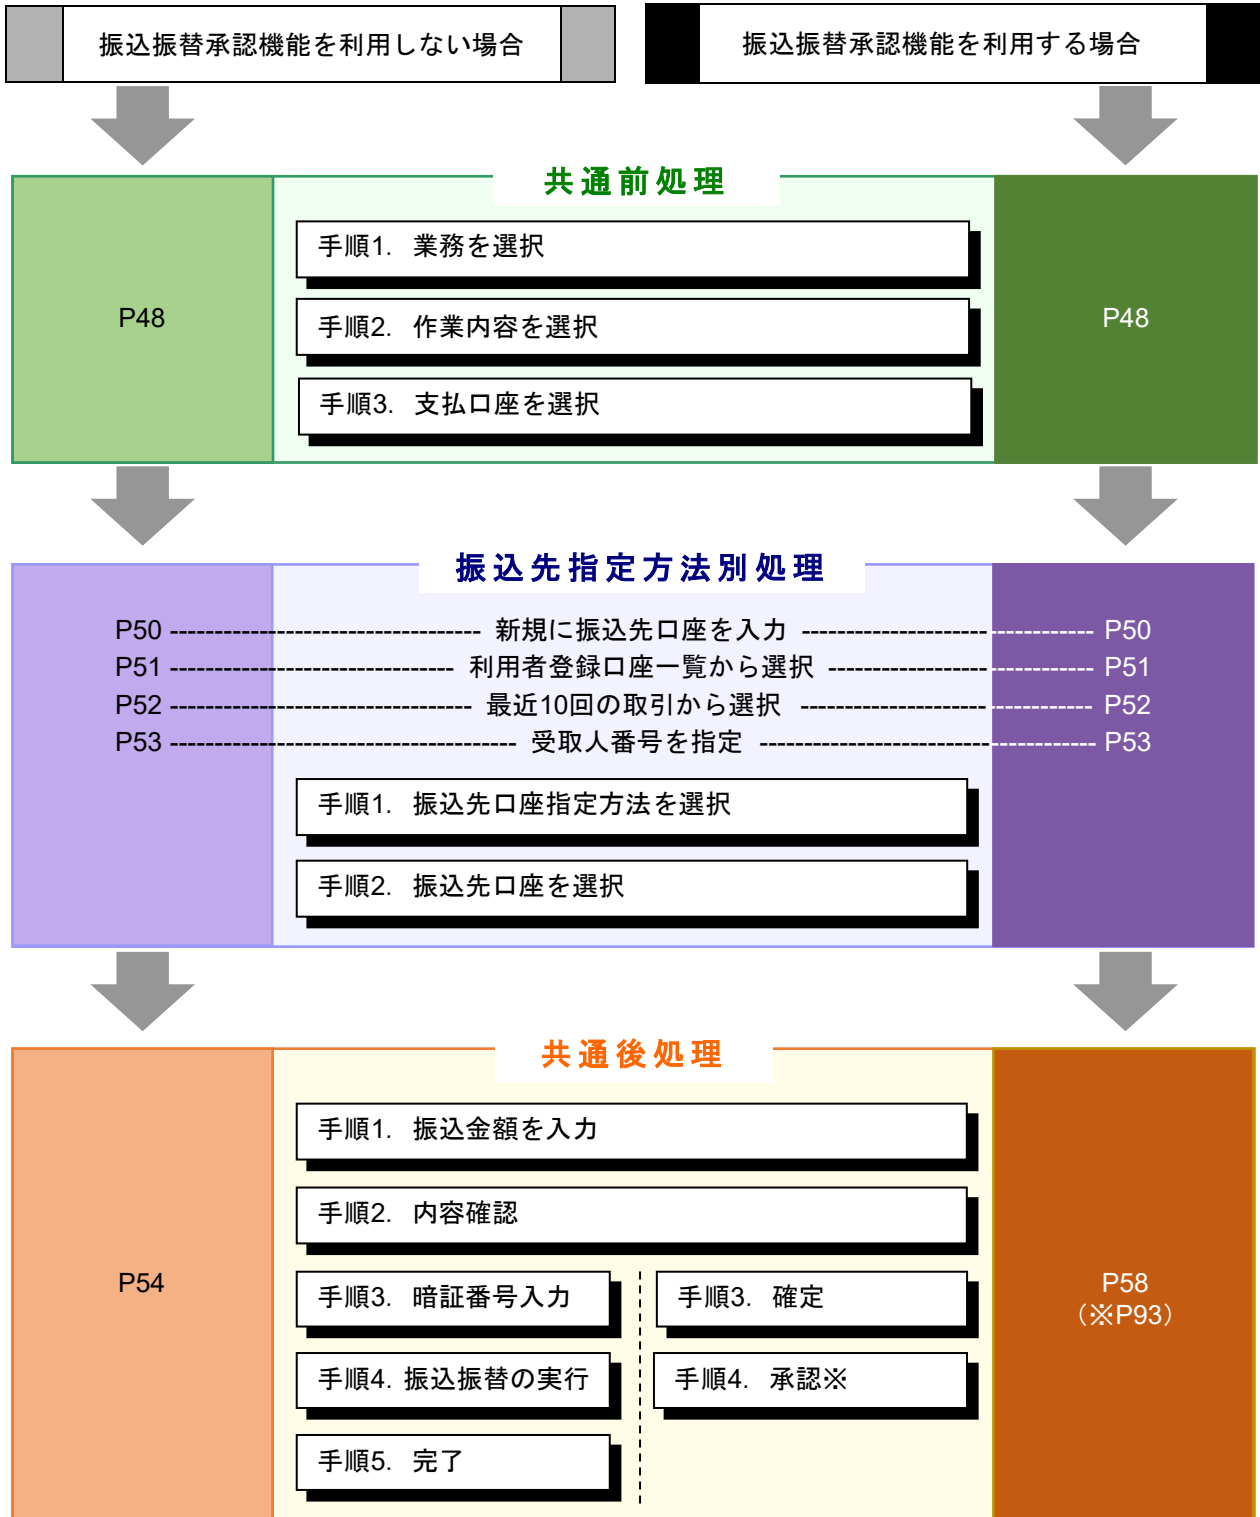 振込振替承認機能を利用しない場合
振込振替承認機能を利用する場合
共通前処理
P48
手順1. 業務を選択
手順2. 作業内容を選択
手順3. 支払口座を選択
P48
振込先指定方法別処理
P50 ---------- 新規に振込先口座を入力 ---------- P50
P51 ---------- 利用者登録口座一覧から選択 ---------- P51
P52 ---------- 最近10回の取引から選択 ---------- P52
P53 ---------- 受取人番号を指定 ---------- P53
手順1. 振込先口座指定方法を選択
手順2. 振込先口座を選択
共通後処理
手順1. 振込金額を入力
手順2. 内容確認
P54
手順3. 暗証番号入力
手順4. 振込振替の実行
手順5. 完了
手順3. 確定
手順4. 承認※
P58
（※P93）